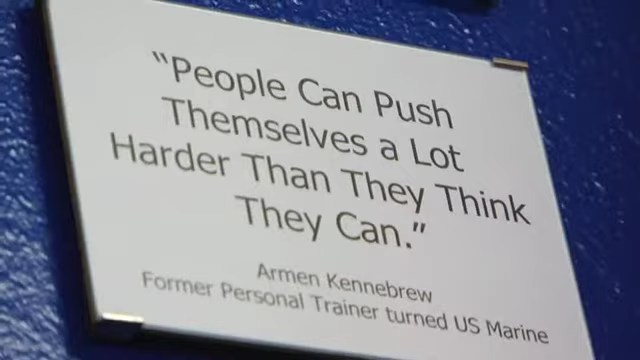 “People Can Push
Themselves a Lot
Harder Than They Think
They Can.”
Armen Kennebrew
Former Personal Trainer turned US Marine